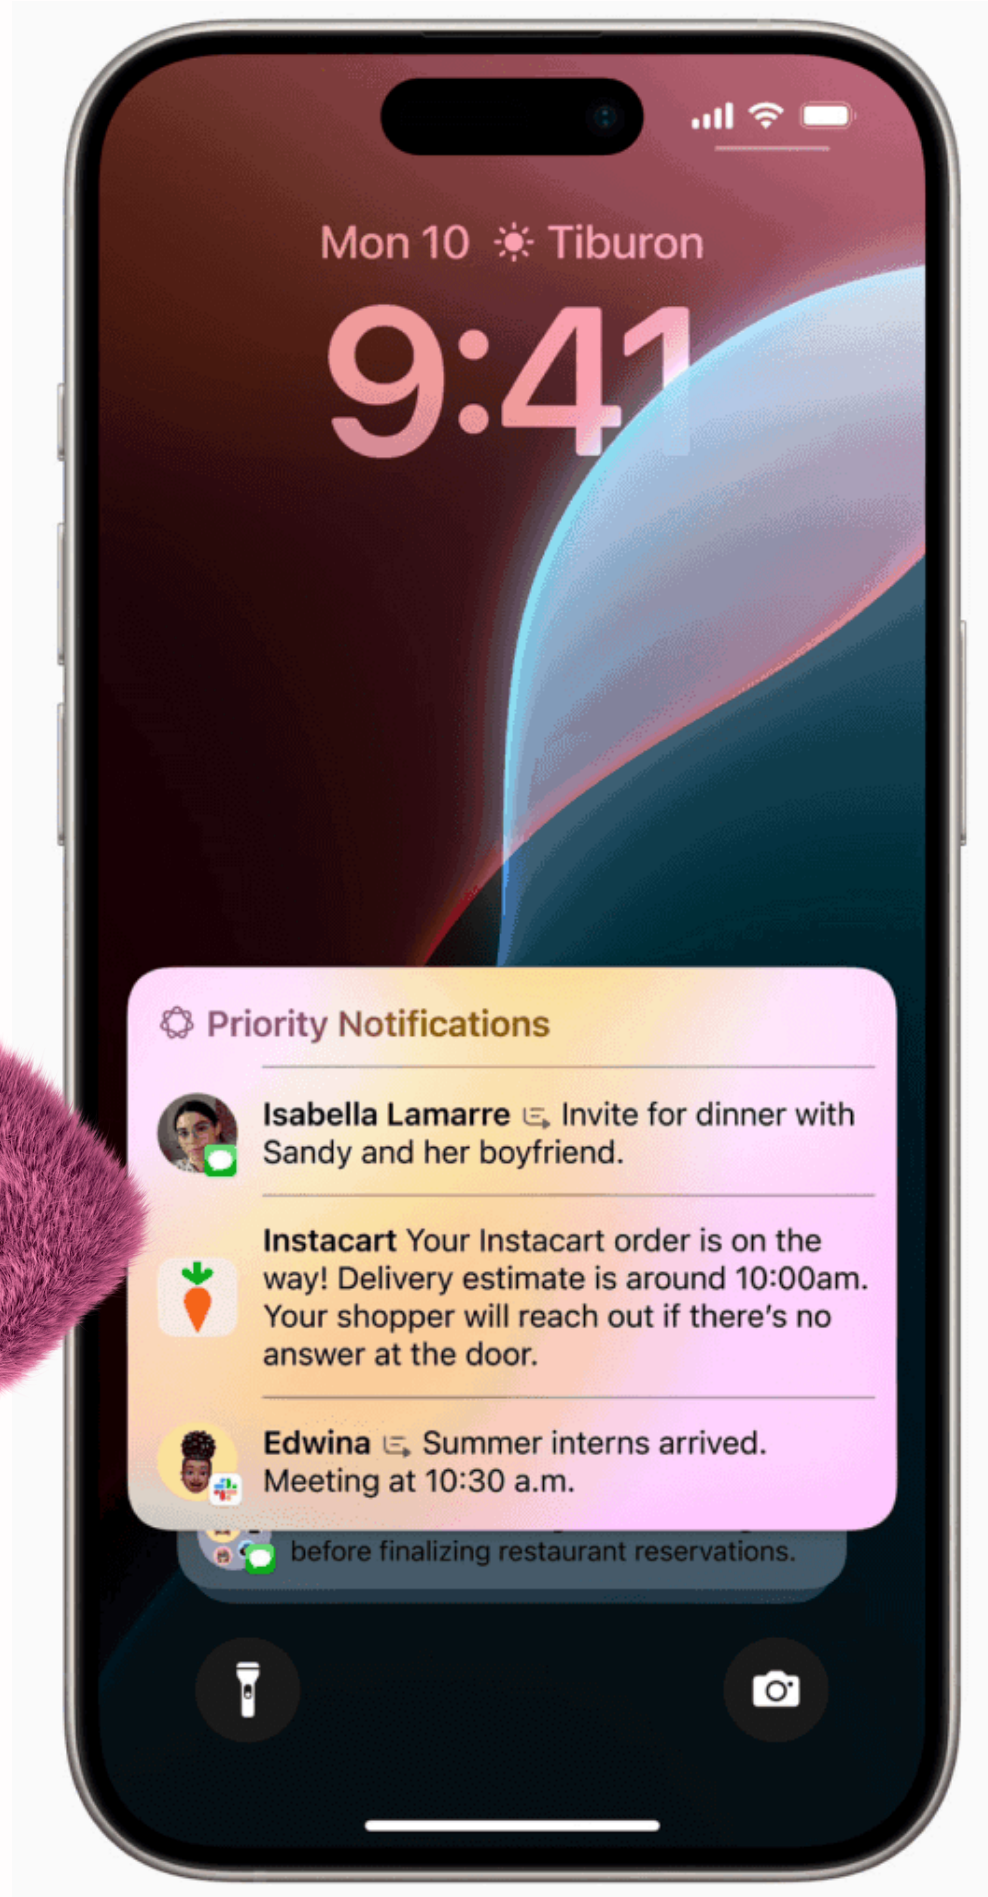 Mon 10 Tiburon
9:41
Priority Notifications
Isabella Lamarre Invite for dinner with
Sandy and her boyfriend.
Instacart Your Instacart order is on the
way! Delivery estimate is around 10:00am.
Your shopper will reach out if there's no
answer at the door.
Edwina Summer interns arrived.
Meeting at 10:30 a.m.
before finalizing restaurant reservations.